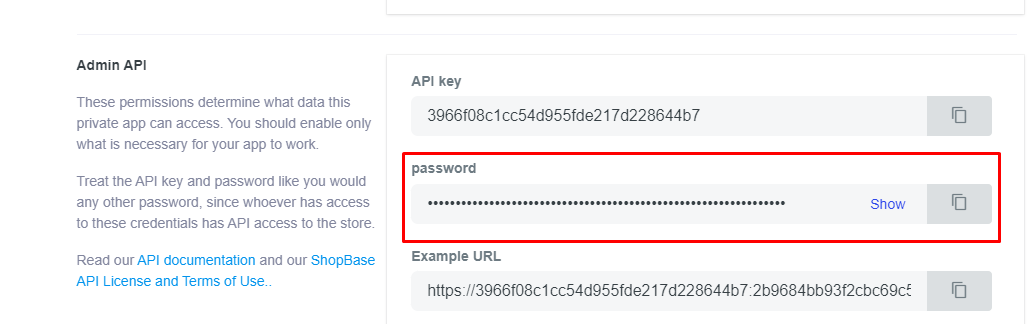 Admin API
These permissions determine what data this
private app can access. You should enable only
what is necessary for your app to work.
Treat the API key and password like you would
any other password, since whoever has access
to these credentials has API access to the store.
Read our API documentation and our ShopBase
API License and Terms of Use..
API key
3966f08c1cc54d955fde217d228644b7
password
Show
Example URL
https://3966f08c1cc54d955fde217d228644b7:2b9684bb93f2cbc69c5